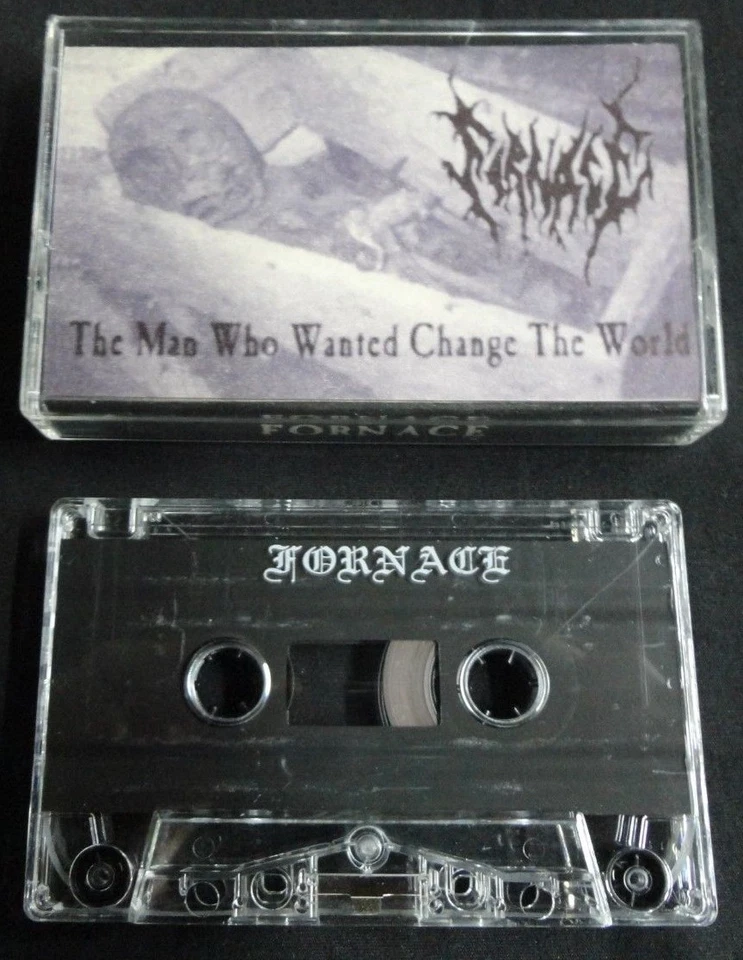 FORNACE
The Man Who Wanted Change The World
FORNACE
FORNACE